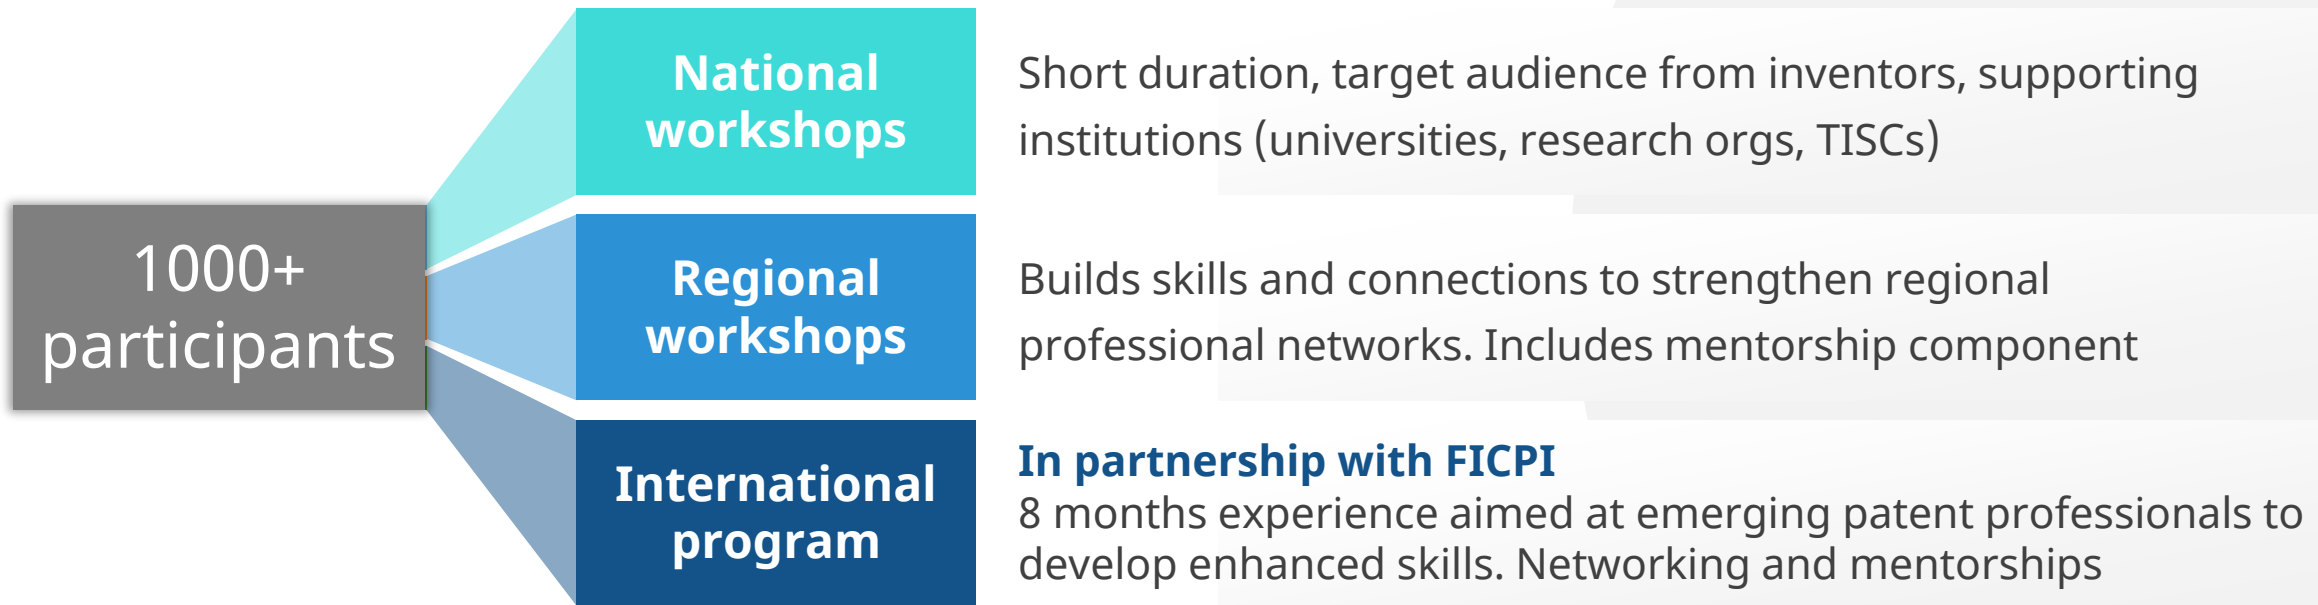 1000+
participants
National
workshops
Short duration, target audience from inventors, supporting
institutions (universities, research orgs, TISCs)
Regional
workshops
Builds skills and connections to strengthen regional
professional networks. Includes mentorship component
International
program
In partnership with FICPI
8 months experience aimed at emerging patent professionals to
develop enhanced skills. Networking and mentorships